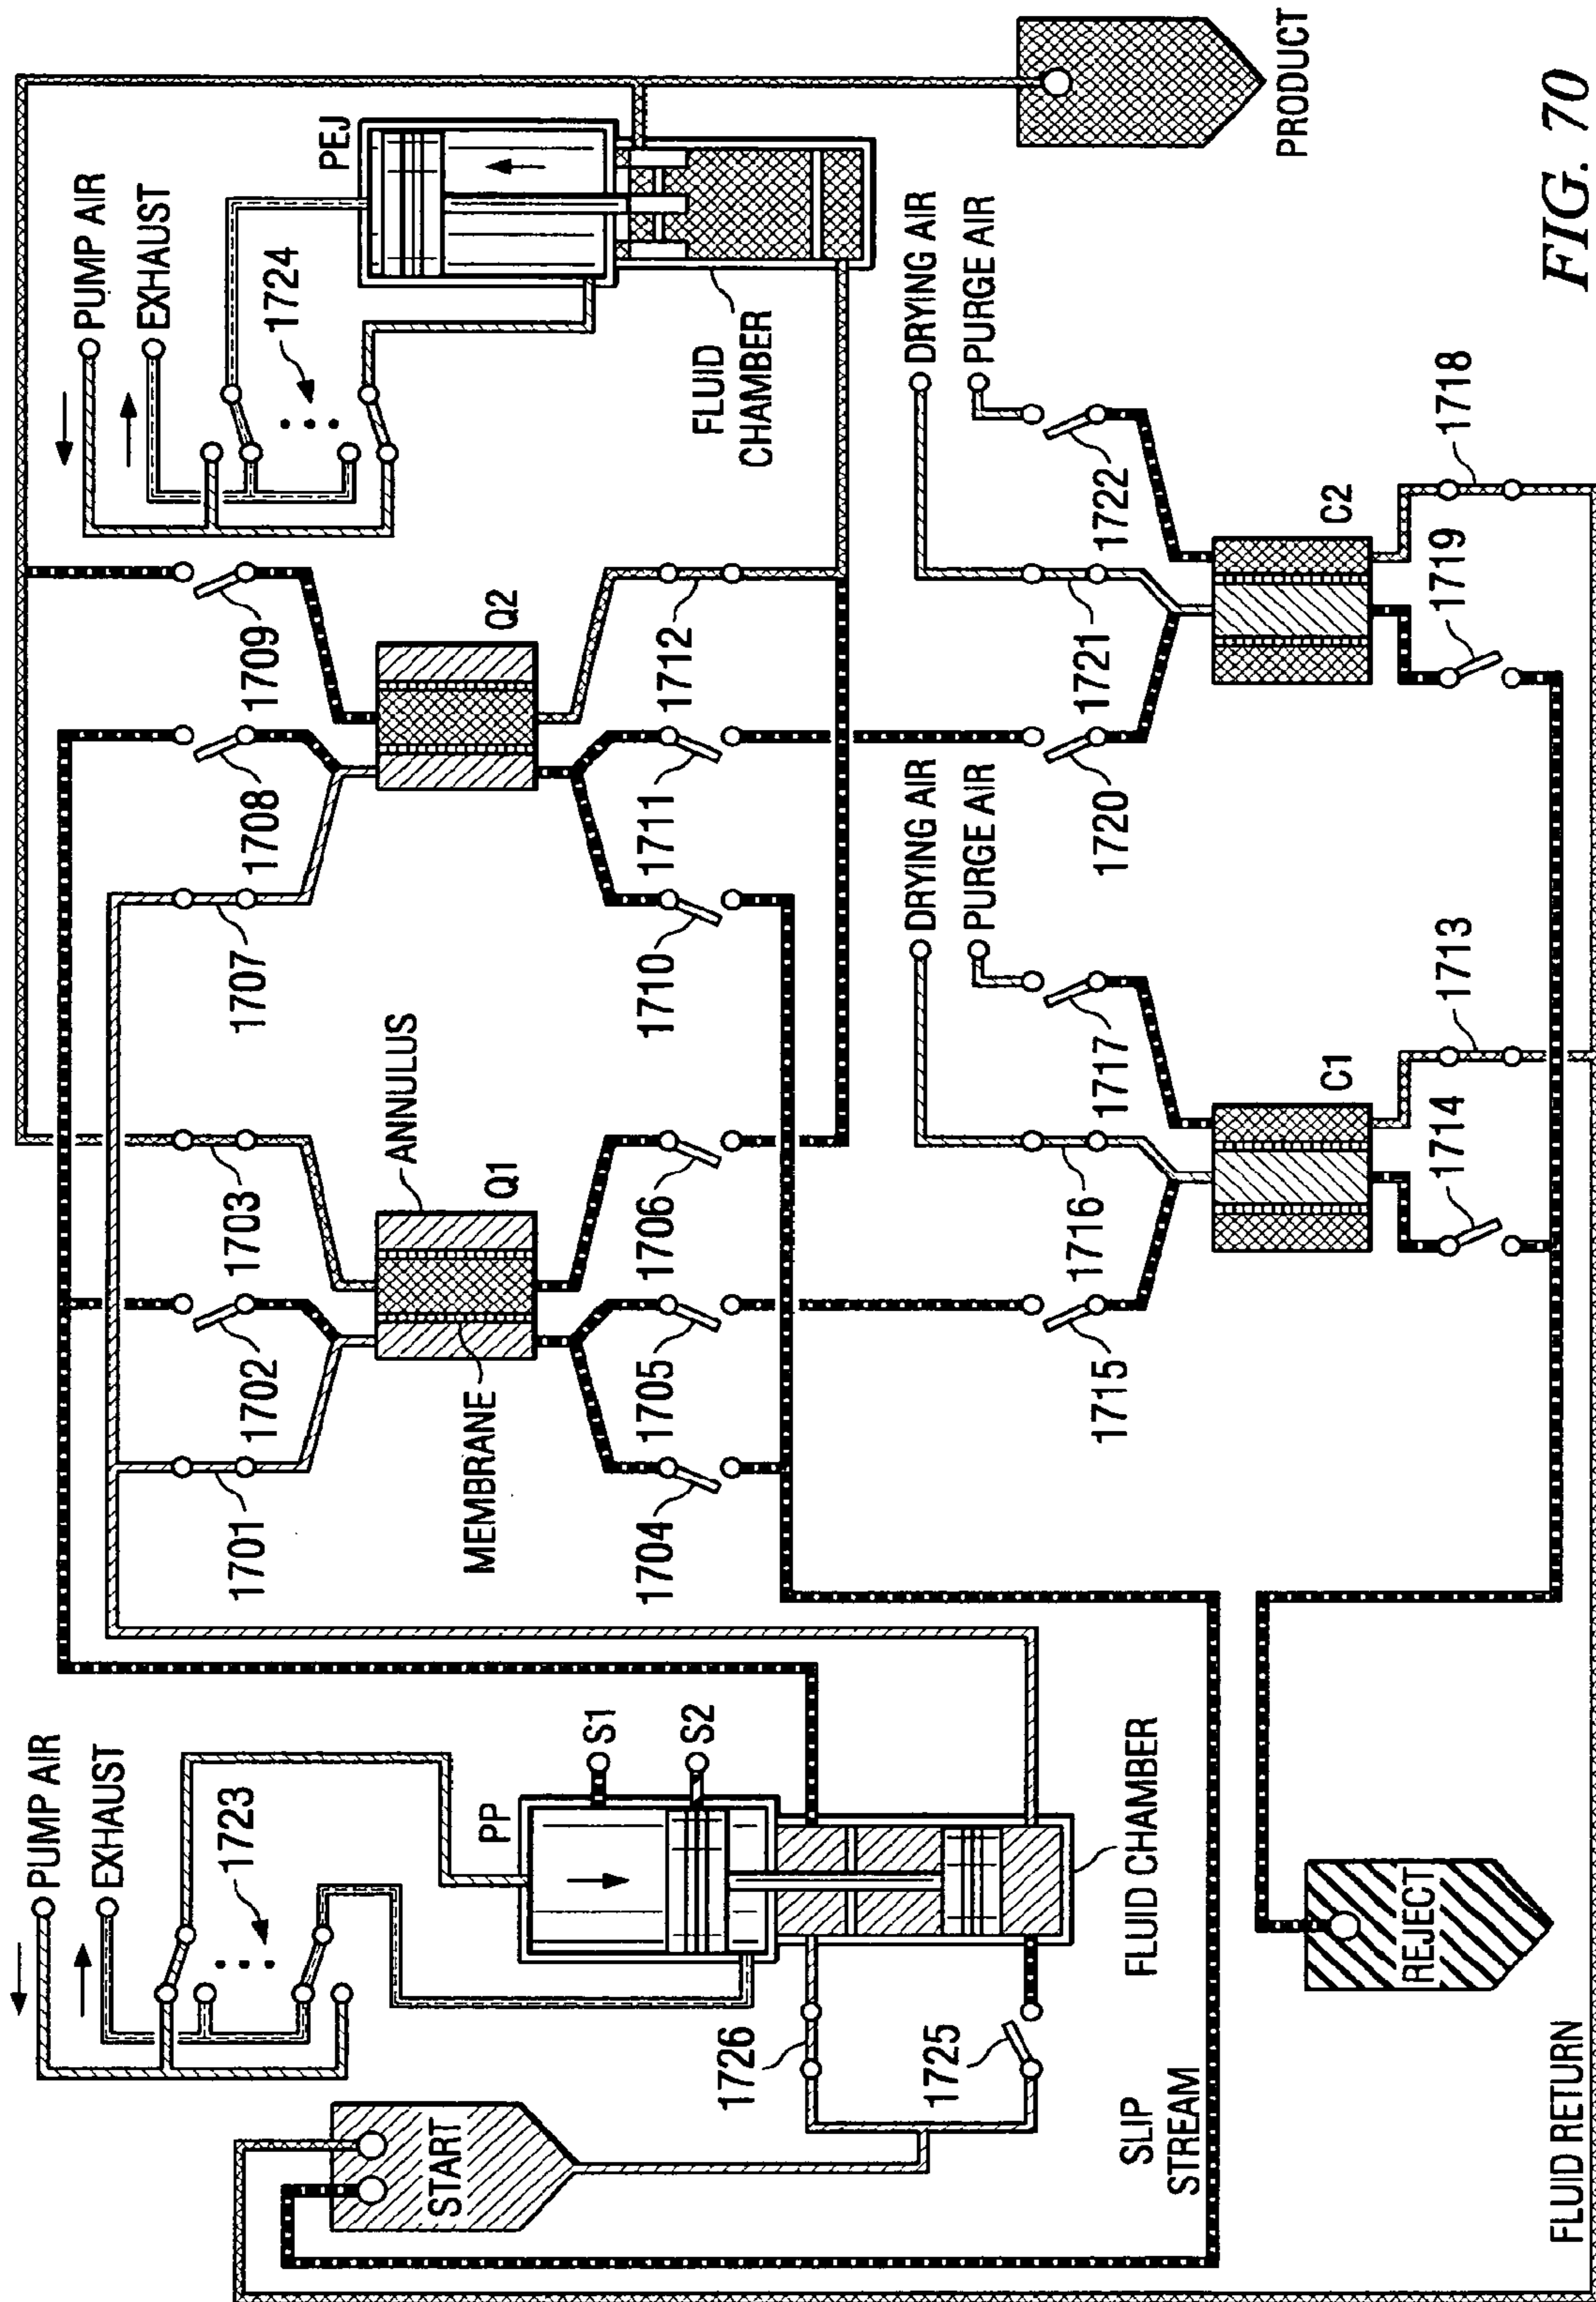 PUMP AIR
EXHAUST
1723
START
PP
S1
S2
1726
1725
FLUID CHAMBER
SLIP
STREAM
REJECT
FLUID RETURN
1701
1702
1703
MEMBRANE
ANNULUS
Q1
1704
1705
1706
1707
1708
1709
Q2
1710
1711
1712
PUMP AIR
EXHAUST
1724
PEJ
FLUID
CHAMBER
DRYING AIR
PURGE AIR
1715
1716
1717
C1
1714
1713
DRYING AIR
PURGE AIR
1720
1721
1722
C2
1719
1718
PRODUCT
FIG. 70